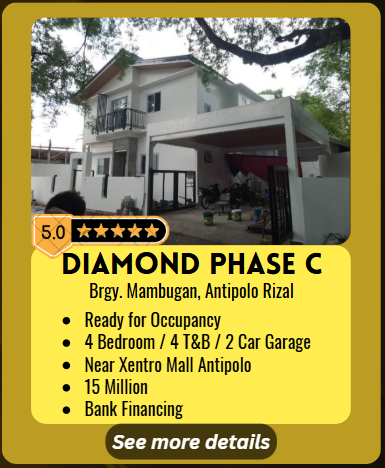 5.0
DIAMOND PHASE C
Brgy. Mambugan, Antipolo Rizal
Ready for Occupancy
4 Bedroom / 4 T&B / 2 Car Garage
Near Xentro Mall Antipolo
15 Million
Bank Financing
See more details